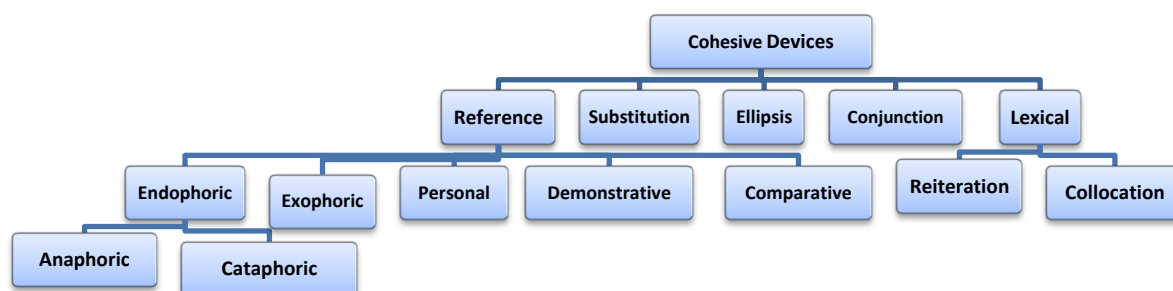 Cohesive Devices
Reference
Substitution
Ellipsis
Conjunction
Lexical
Endophoric
Exophoric
Personal
Demonstrative
Comparative
Reiteration
Collocation
Anaphoric
Cataphoric